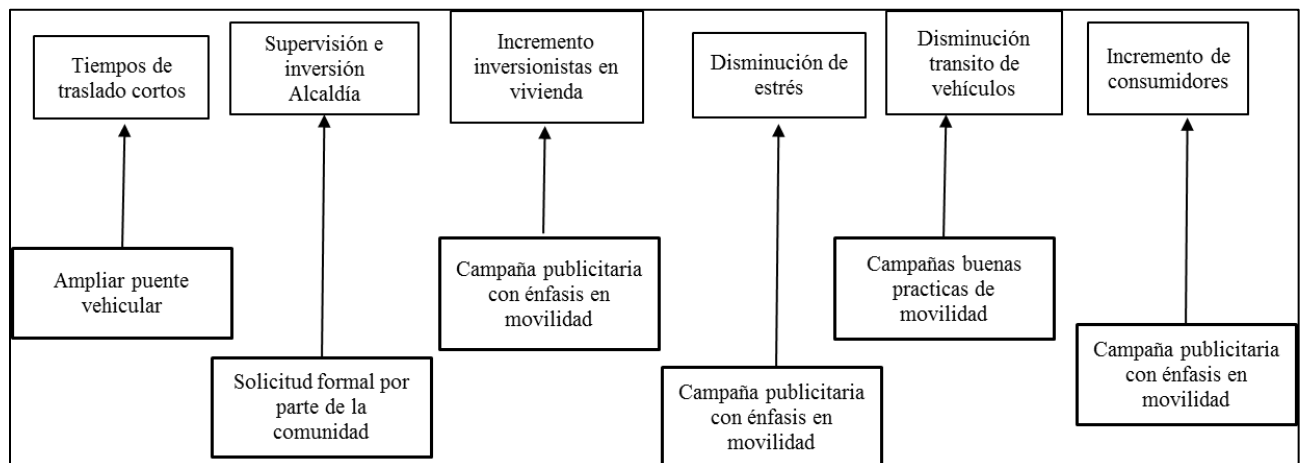 Tiempos de
traslado cortos
Supervisión e
inversión
Alcaldía
Incremento
inversionistas en
vivienda
Disminución de
estrés
Disminución
transito de
vehículos
Incremento de
consumidores
Ampliar puente
vehicular
Solicitud formal por
parte de la
comunidad
Campaña publicitaria
con énfasis en
movilidad
Campaña publicitaria
con énfasis en
movilidad
Campañas buenas
practicas de
movilidad
Campaña publicitaria
con énfasis en
movilidad